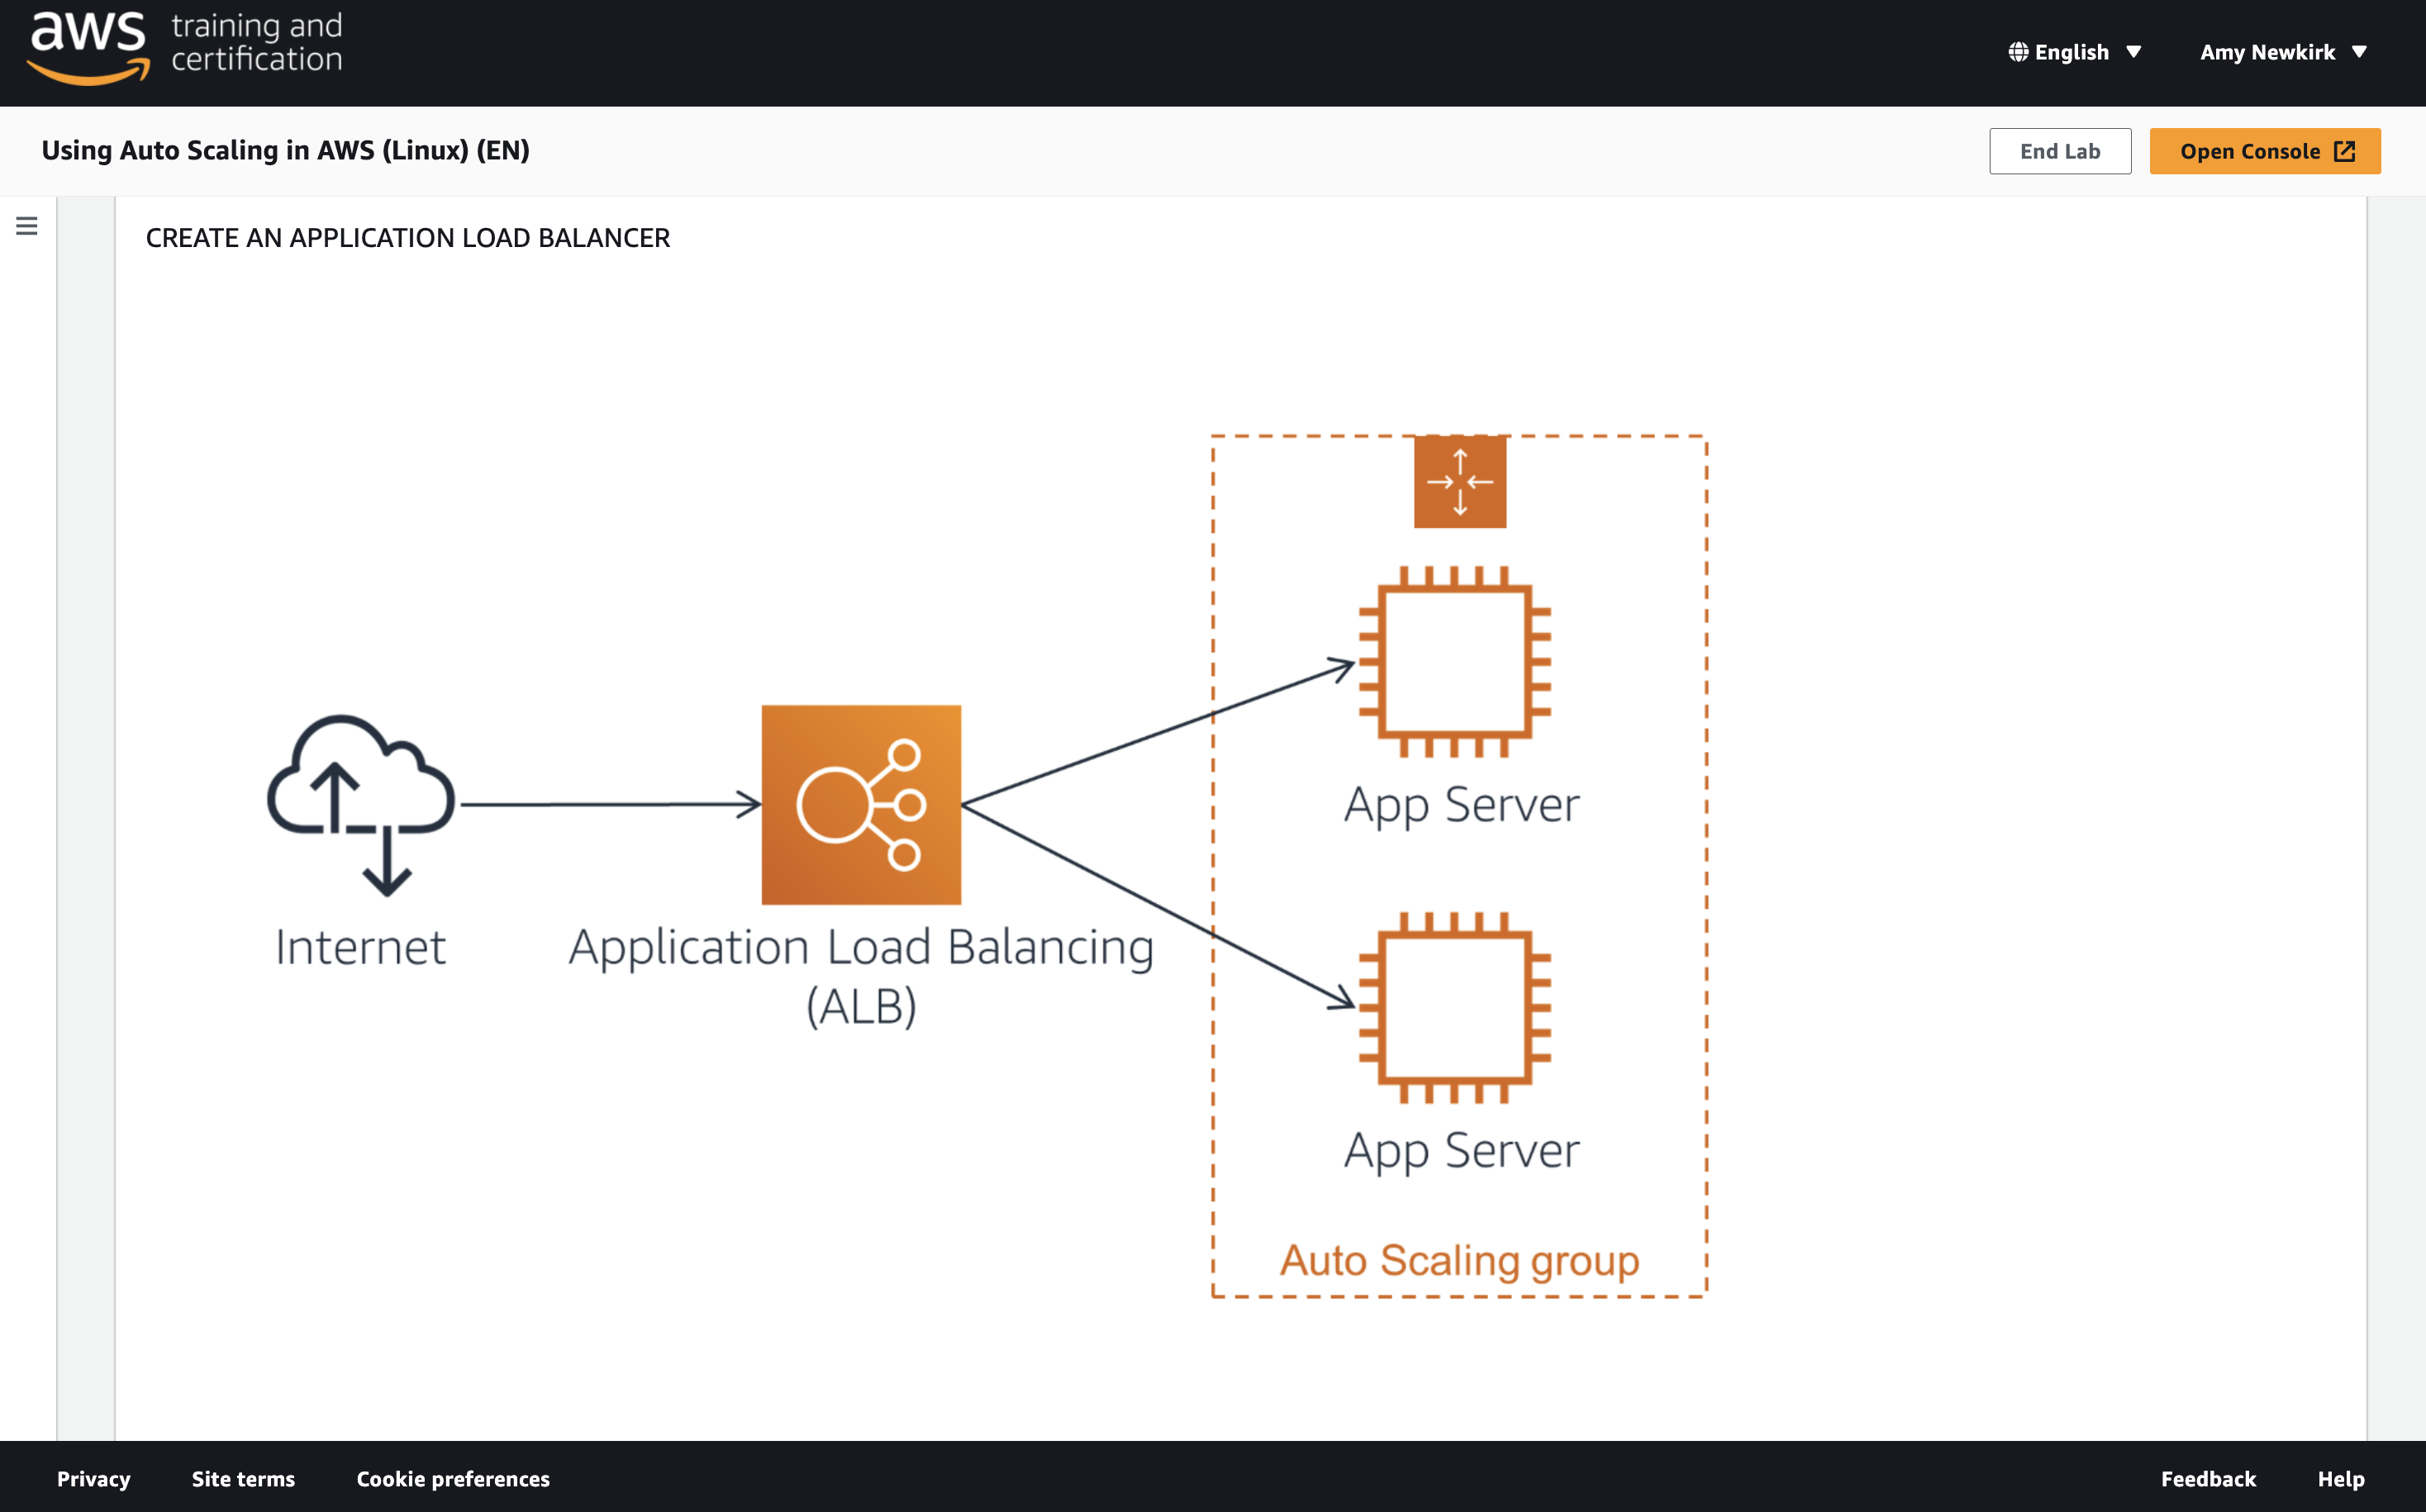 aws training and
certification
English
Amy Newkirk
Using Auto Scaling in AWS (Linux) (EN)
End Lab
Open Console
CREATE AN APPLICATION LOAD BALANCER
App Server
Internet
Application Load Balancing
(ALB)
App Server
Auto Scaling group
Privacy
Site terms
Cookie preferences
Feedback
Help